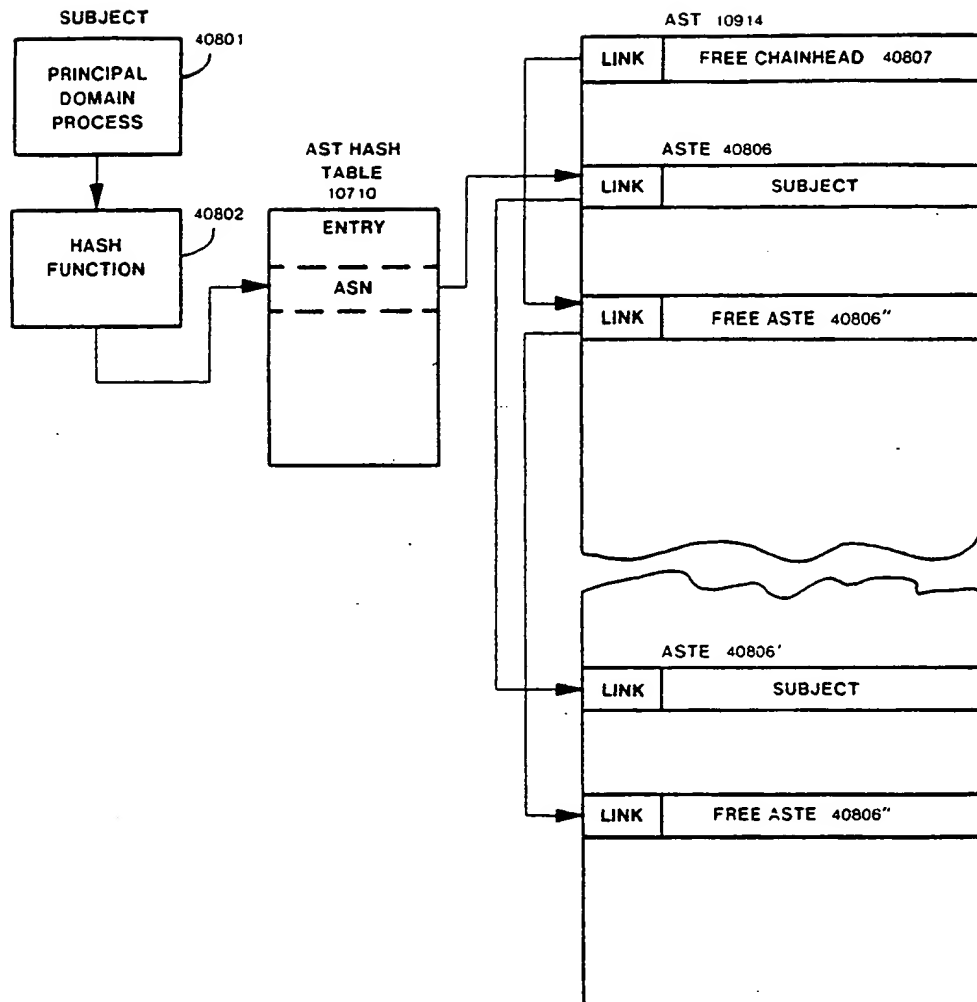 SUBJECT
40801
PRINCIPAL
DOMAIN
PROCESS
40802
HASH
FUNCTION
AST HASH
TABLE
10710
ENTRY
ASN
AST 10914
LINK FREE CHAINHEAD 40807
ASTE 40806
LINK SUBJECT
LINK FREE ASTE 40806"
ASTE 40806'
LINK SUBJECT
LINK FREE ASTE 40806"